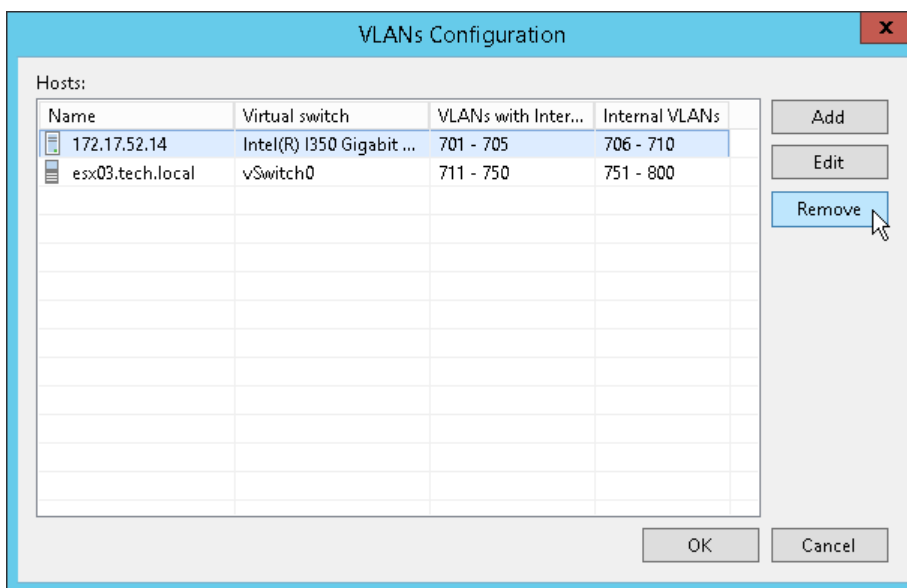 VLANs Configuration
x
Hosts:
Name Virtual switch VLANs with Inter... Internal VLANs
172.17.52.14 Intel(R) I350 Gigabit ... 701 - 705 706 - 710
esx03.tech.local vSwitch0 711 - 750 751 - 800
Add
Edit
Remove
OK Cancel